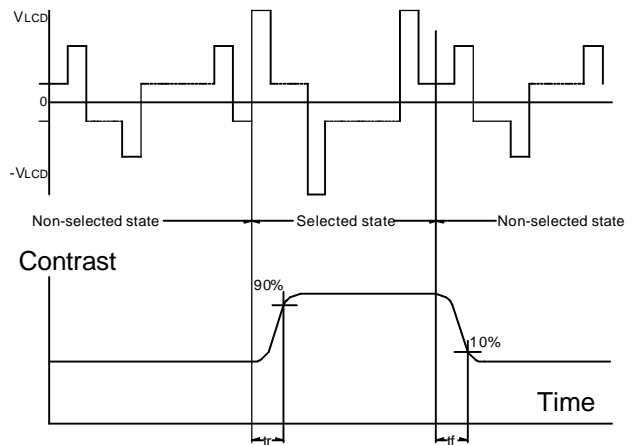 VLCD
0
-VLCD
Non-selected state Selected state Non-selected state
Contrast
90%
10%
Time
tr tf